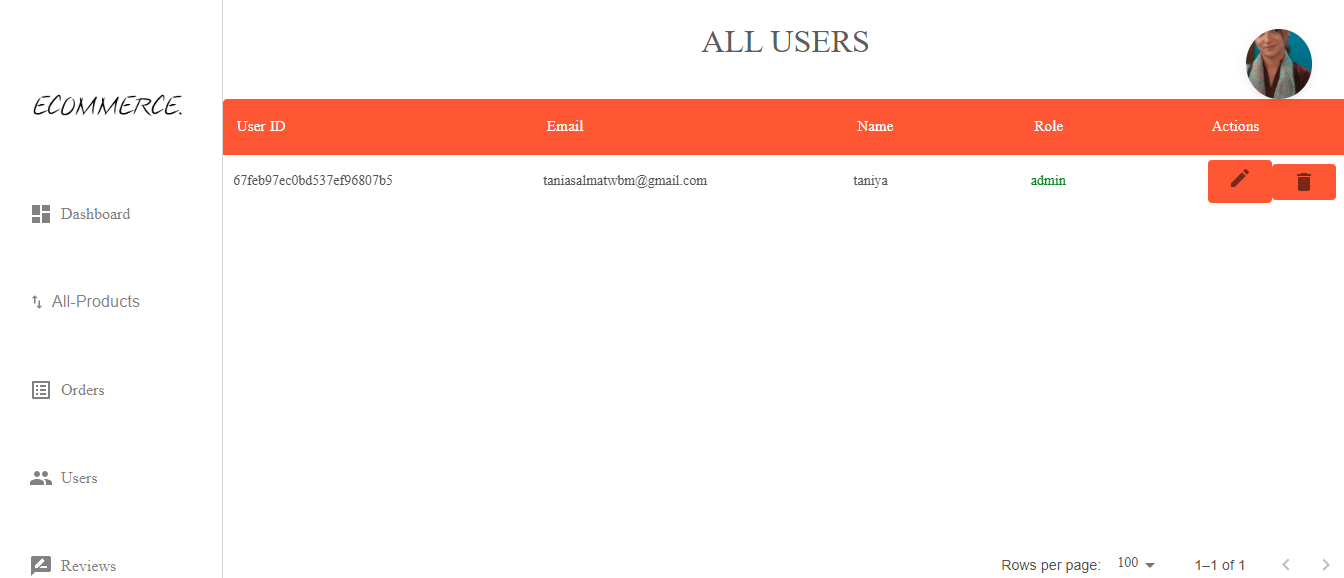 ALL USERS
ECOMMERCE.
User ID Email Name Role Actions
67feb97ec0bd537ef96807b5 taniasalmatwbm@gmail.com taniya admin
Dashboard
All-Products
Orders
Users
Reviews
Rows per page: 100 1–1 of 1